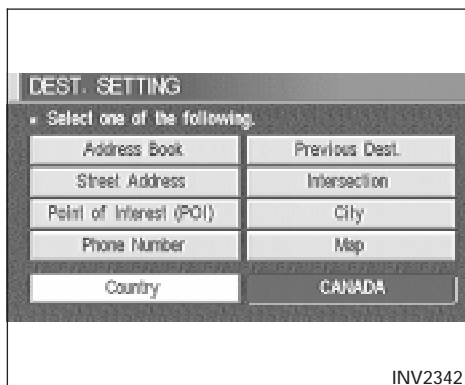 DEST. SETTING
Select one of the following.
Address Book Previous Dest.
Street Address Intersection
Point of Interest (POI) City
Phone Number Map
Country CANADA
INV2342